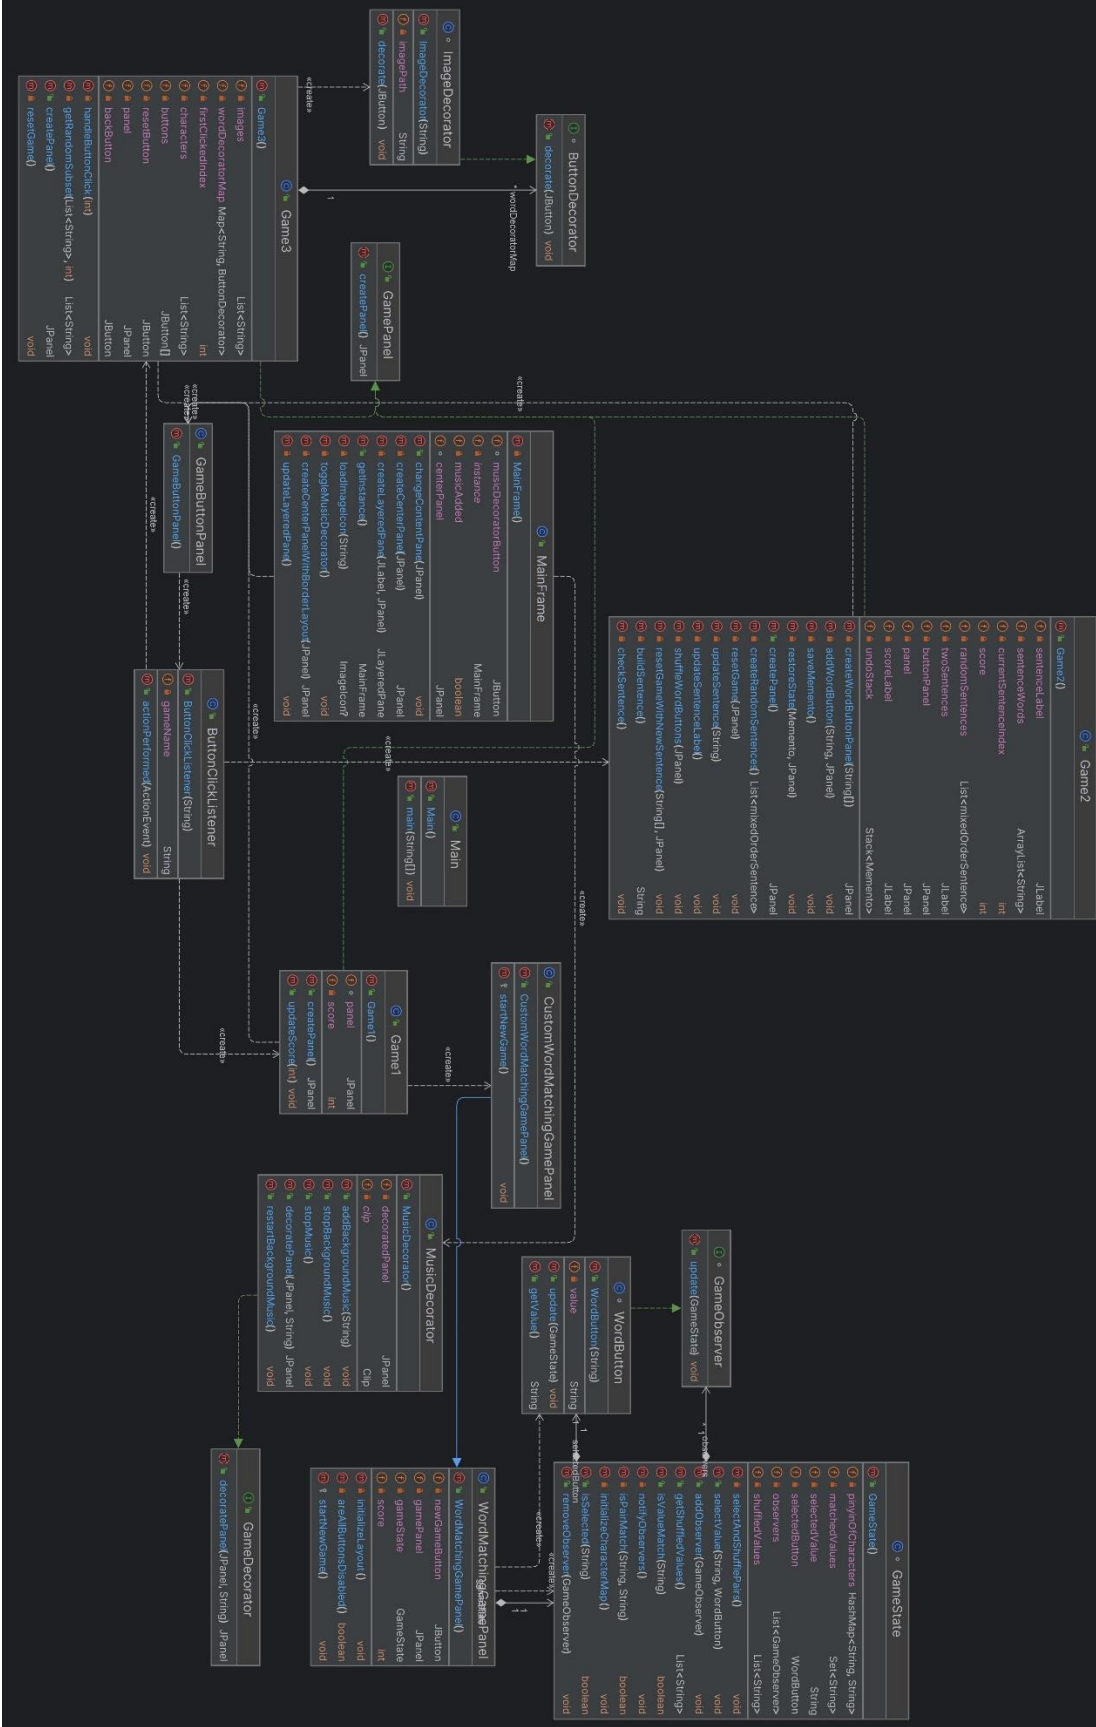 Game2
Game2()
sentenceLabel JLabel
sentenceWords ArrayList<String>
currentSentenceIndex int
score int
randomSentences List<mixedOrderSentence>
twoSentences JLabel
buttonPanel JPanel
panel JPanel
scoreLabel JLabel
undoStack Stack<Memento>
createWordButtonPanel(String[]) JPanel
addWordButton(String, JPanel) void
saveMemento() void
restoreState(Memento, JPanel) void
createPanel() JPanel
createRandomSentences() List<mixedOrderSentence>
resetGame(JPanel) void
updateSentence(String) void
updateSentenceLabel() void
shuffleWordButtons(JPanel) void
resetGameWithNewSentence(String[], JPanel) void
buildSentence() String
checkSentence() void
GameState
GameState()
pinyinOfCharacters HashMap<String, String>
matchedValues Set<String>
selectedValue String
selectedButton WordButton
observers List<GameObserver>
shuffledValues List<String>
selectAndShufflePairs() void
selectValue(String, WordButton) void
addObserver(GameObserver) void
getShuffledValues() List<String>
isValueMatch(String) boolean
notifyObservers() void
isPairMatch(String, String) boolean
initializeCharacterMap() void
isSelected(String) boolean
removeObserver(GameObserver) void
GameObserver
update(GameState) void
* 1
observers
WordButton
WordButton(String)
value String
update(GameState) void
getValue() String
1
1
selectedButton
ButtonDecorator
decorate(JButton) void
*
wordDecoratorMap
1
ImageDecorator
ImageDecorator(String)
imagePath String
decorate(JButton) void
«create»
GamePanel
createPanel() JPanel
«create»
CustomWordMatchingGamePanel
CustomWordMatchingGamePanel()
startNewGame() void
«create»
«create»
MainFrame
MainFrame()
musicDecoratorButton JButton
instance MainFrame
musicAdded boolean
centerPanel JPanel
changeContentPane(JPanel) void
createCenterPanel(JPanel) JPanel
createLayeredPane(JLabel, JPanel) JLayeredPane
getInstance() MainFrame
loadImageIcon(String) ImageIcon?
toggleMusicDecorator() void
createCenterPanelWithBorderLayout(JPanel) JPanel
updateLayeredPane() void
Main
Main()
main(String[]) void
WordMatchingGamePanel
WordMatchingGamePanel()
newGameButton JButton
gamePanel JPanel
gameState GameState
score int
initializeLayout() void
areAllButtonsDisabled() boolean
startNewGame() void
«create»
1
1
MusicDecorator
MusicDecorator()
decoratedPanel JPanel
clip Clip
addBackgroundMusic(String) void
stopBackgroundMusic() void
stopMusic() void
decoratePanel(JPanel, String) JPanel
restartBackgroundMusic() void
Game1
Game1()
panel JPanel
score int
createPanel() JPanel
updateScore(int) void
«create»
«create»
Game3
Game3()
images List<String>
wordDecoratorMap Map<String, ButtonDecorator>
firstClickedIndex int
characters List<String>
buttons JButton[]
resetButton JButton
panel JPanel
backButton JButton
handleButtonClick(int) void
getRandomSubset(List<String>, int) List<String>
createPanel() JPanel
resetGame() void
«create»
«create»
GameButtonPanel
GameButtonPanel()
«create»
«create»
ButtonClickListener
ButtonClickListener(String)
gameName String
actionPerformed(ActionEvent) void
GameDecorator
decoratePanel(JPanel, String) JPanel